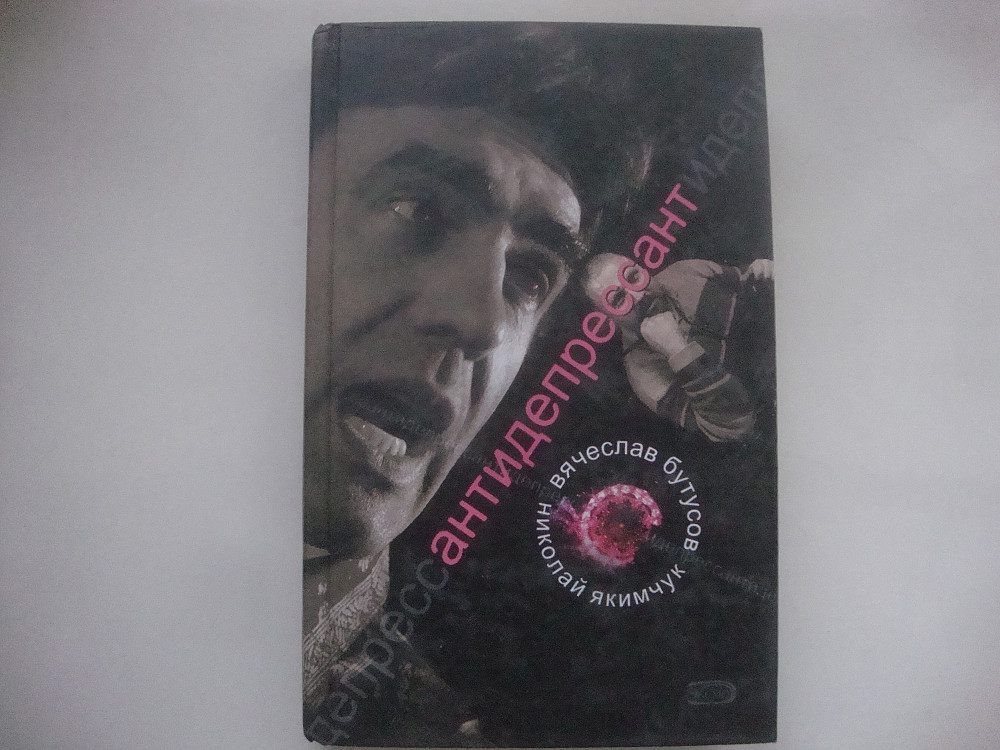 антидепрессант
вячеслав бутусов
николай якимчук